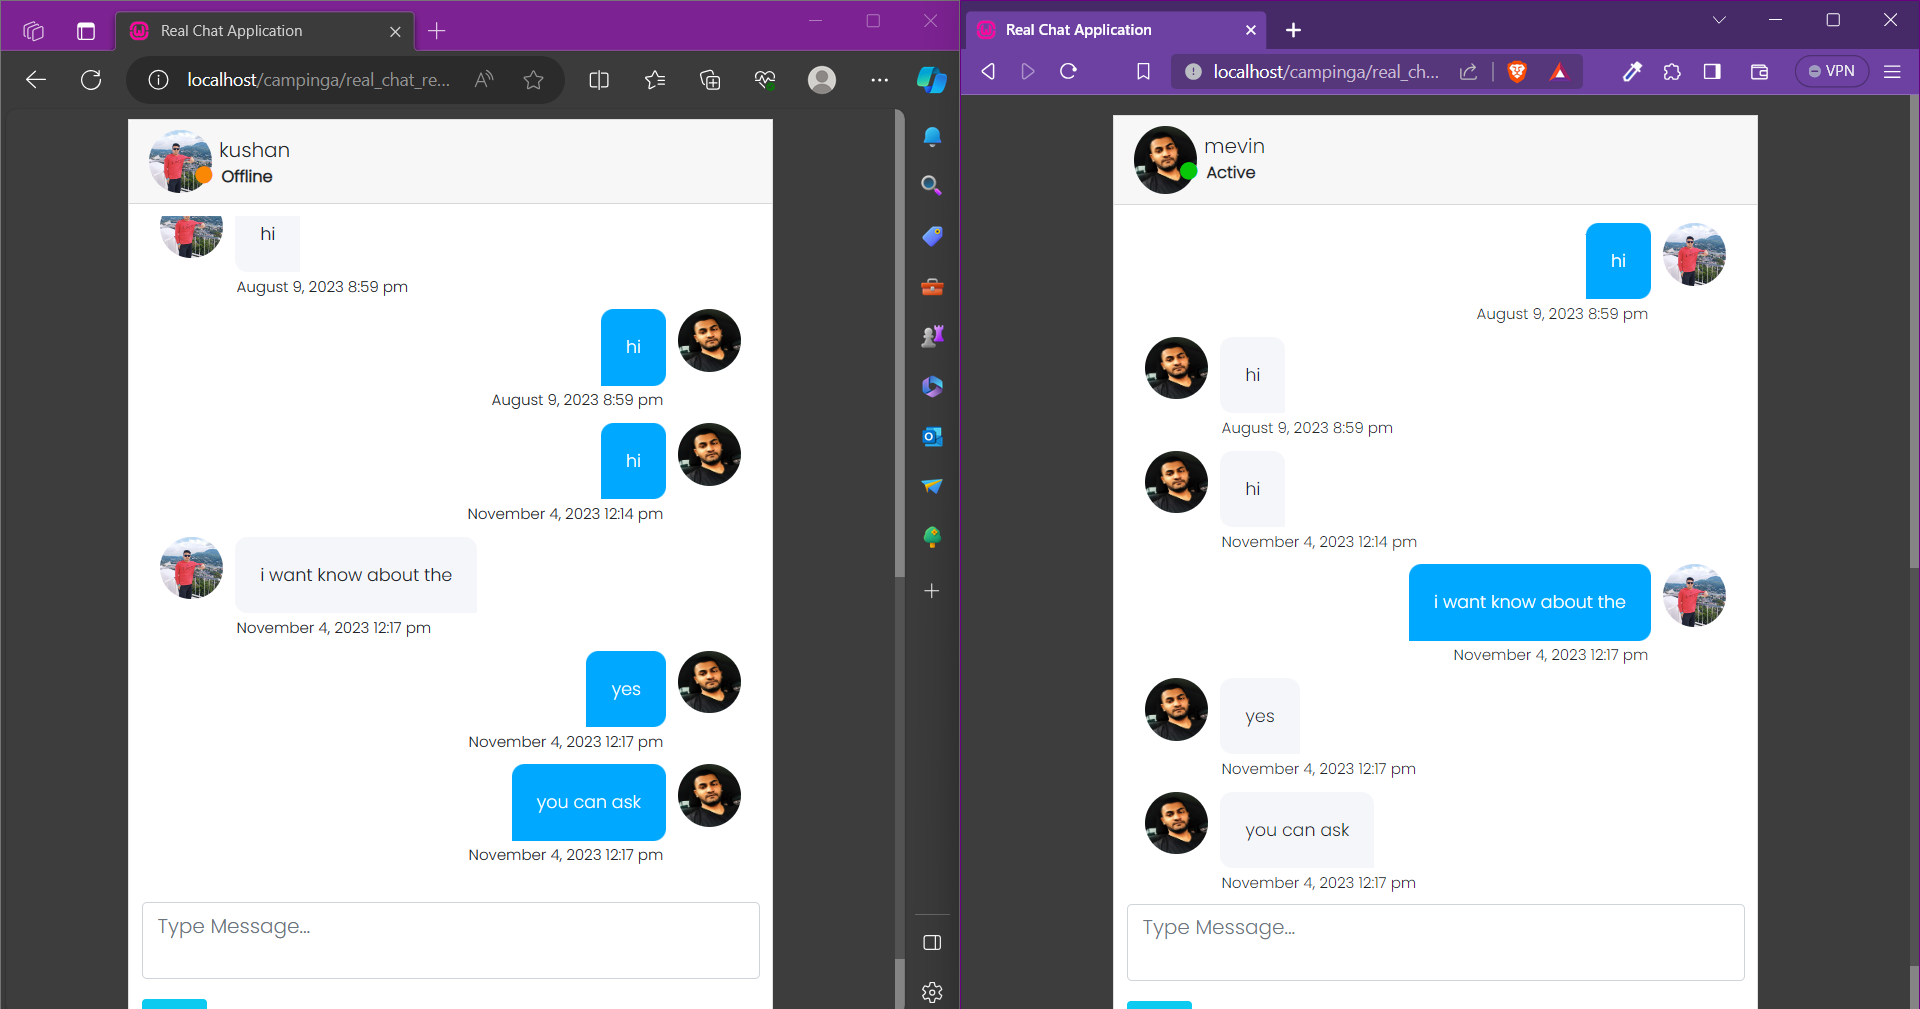 Real Chat Application
localhost/campinga/real_chat_re...
kushan
Offline
hi
August 9, 2023 8:59 pm
hi
August 9, 2023 8:59 pm
hi
November 4, 2023 12:14 pm
i want know about the
November 4, 2023 12:17 pm
yes
November 4, 2023 12:17 pm
you can ask
November 4, 2023 12:17 pm
Type Message...
Real Chat Application
localhost/campinga/real_ch...
VPN
mevin
Active
hi
August 9, 2023 8:59 pm
hi
August 9, 2023 8:59 pm
hi
November 4, 2023 12:14 pm
i want know about the
November 4, 2023 12:17 pm
yes
November 4, 2023 12:17 pm
you can ask
November 4, 2023 12:17 pm
Type Message...